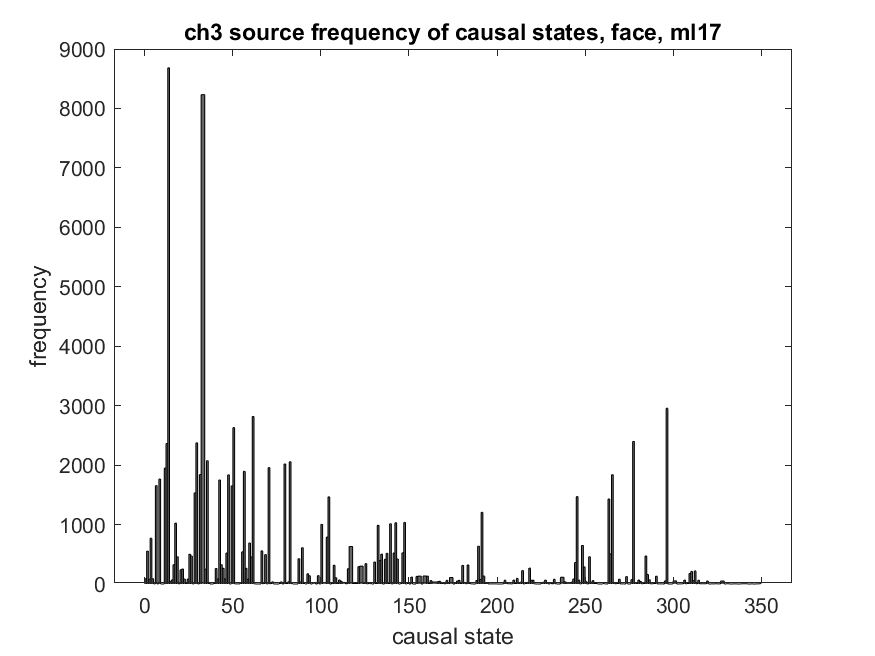 ch3 source frequency of causal states, face, ml17
9000
8000
7000
6000
5000
4000
3000
2000
1000
0
frequency
0 50 100 150 200 250 300 350
causal state